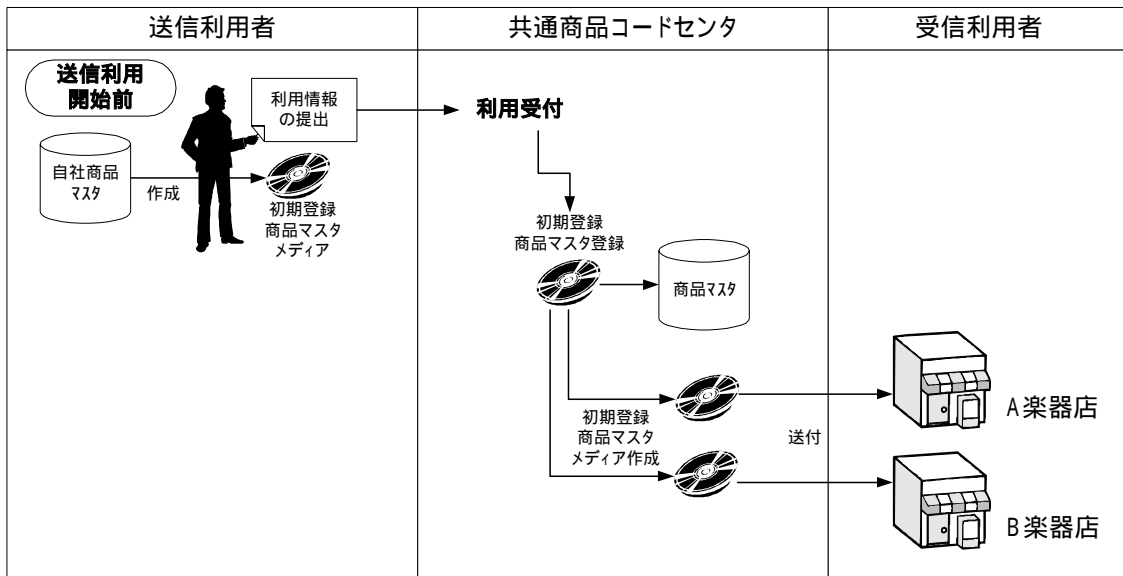 送信利用者
共通商品コードセンタ
受信利用者
送信利用
開始前
利用情報
の提出
利用受付
自社商品
ﾏｽﾀ
作成
初期登録
商品マスタ
メディア
初期登録
商品マスタ登録
商品ﾏｽﾀ
初期登録
商品マスタ
メディア作成
送付
A楽器店
B楽器店